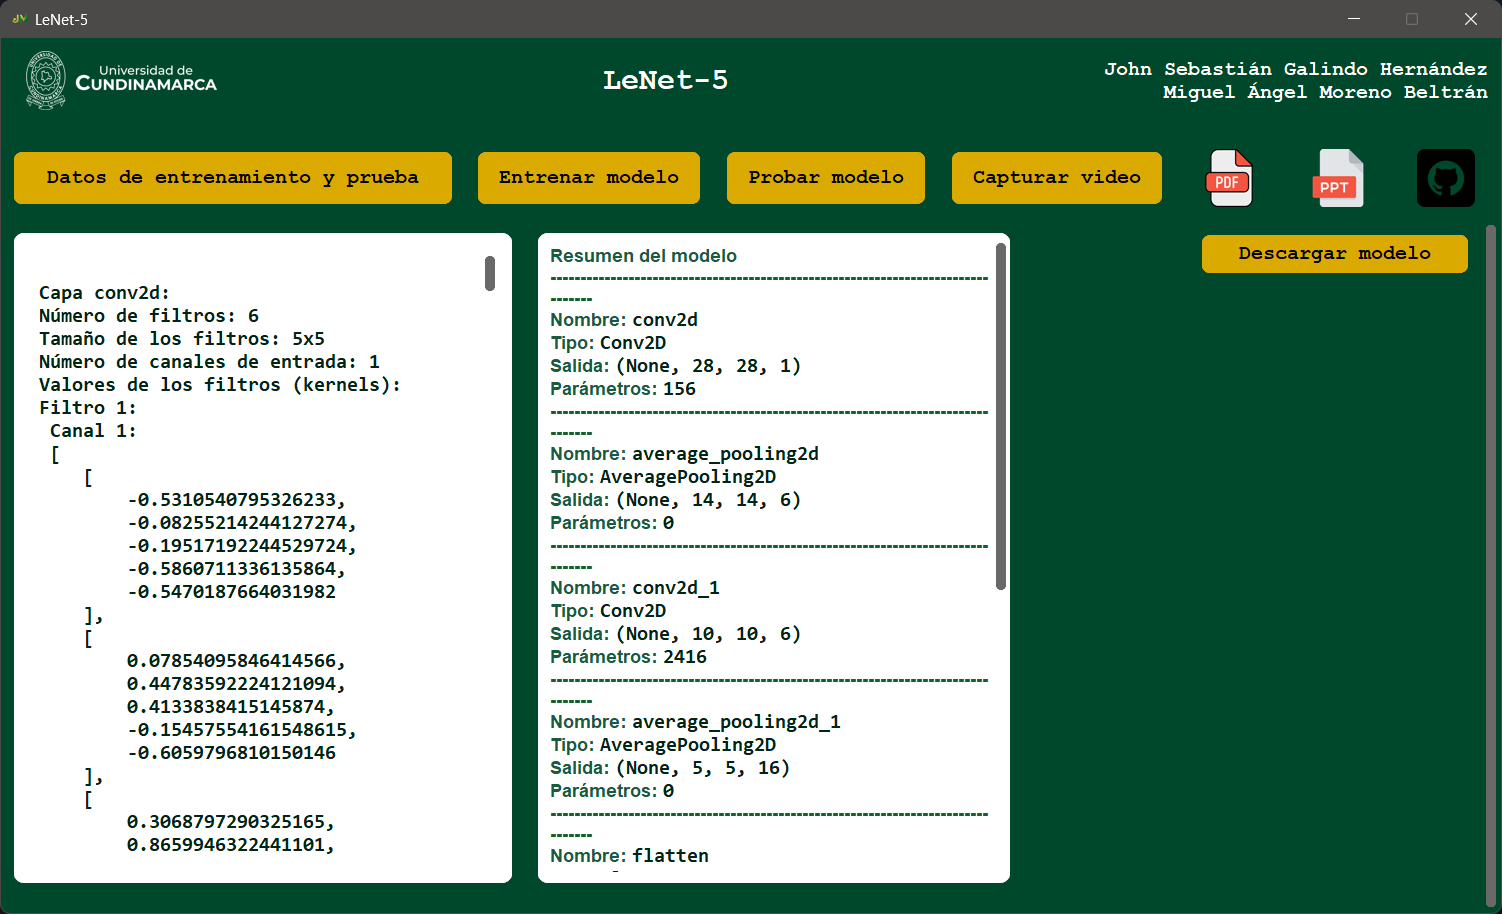 LeNet-5
Universidad de
CUNDINAMARCA
LeNet-5
John Sebastián Galindo Hernández
Miguel Ángel Moreno Beltrán
Datos de entrenamiento y prueba
Entrenar modelo
Probar modelo
Capturar video
PDF
PPT
Capa conv2d:
Número de filtros: 6
Tamaño de los filtros: 5x5
Número de canales de entrada: 1
Valores de los filtros (kernels):
Filtro 1:
Canal 1:
[
[
-0.5310540795326233,
-0.08255214244127274,
-0.19517192244529724,
-0.5860711336135864,
-0.5470187664031982
],
[
0.07854095846414566,
0.44783592224121094,
0.4133838415145874,
-0.15457554161548615,
-0.6059796810150146
],
[
0.3068797290325165,
0.8659946322441101,
Resumen del modelo
--------------------------------------------------------------------------
-------
Nombre: conv2d
Tipo: Conv2D
Salida: (None, 28, 28, 1)
Parámetros: 156
--------------------------------------------------------------------------
-------
Nombre: average_pooling2d
Tipo: AveragePooling2D
Salida: (None, 14, 14, 6)
Parámetros: 0
--------------------------------------------------------------------------
-------
Nombre: conv2d_1
Tipo: Conv2D
Salida: (None, 10, 10, 6)
Parámetros: 2416
--------------------------------------------------------------------------
-------
Nombre: average_pooling2d_1
Tipo: AveragePooling2D
Salida: (None, 5, 5, 16)
Parámetros: 0
--------------------------------------------------------------------------
-------
Nombre: flatten
Descargar modelo